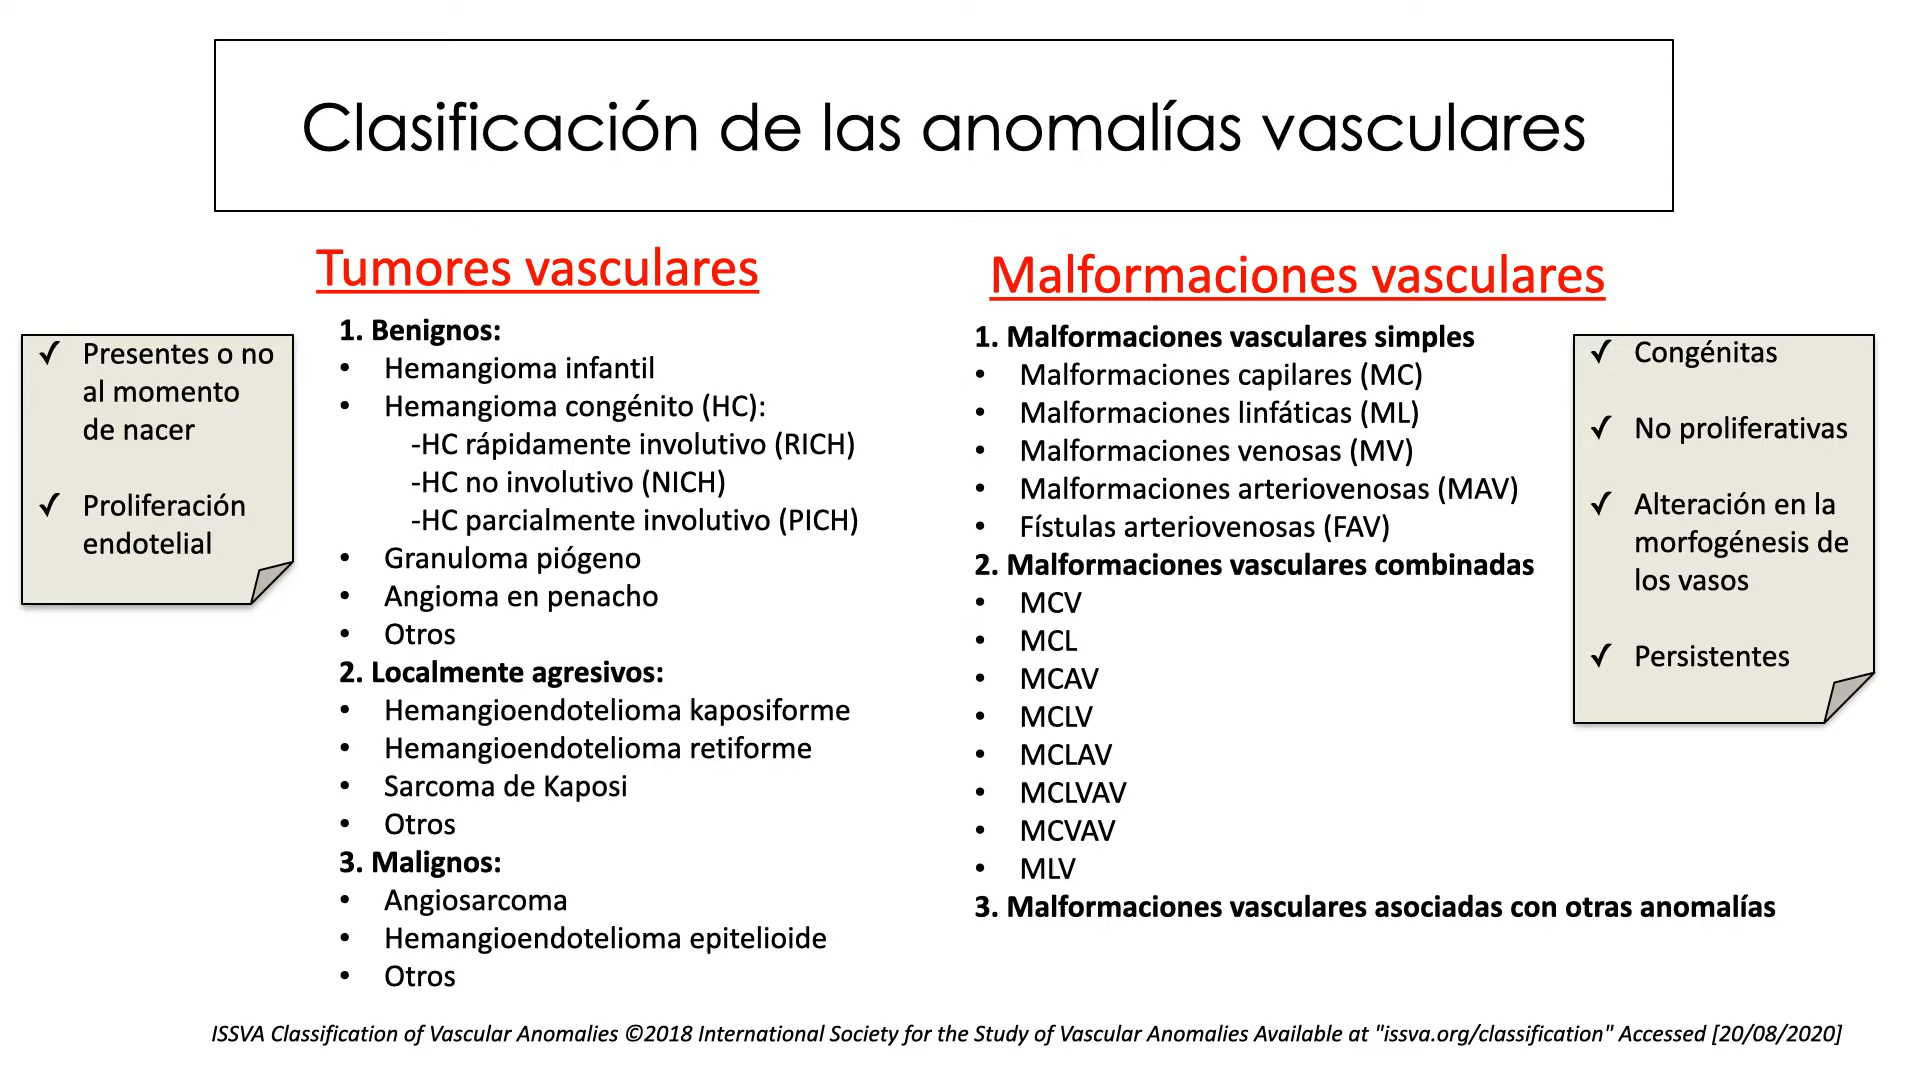 Clasificación de las anomalías vasculares
Tumores vasculares
✓ Presentes o no
al momento
de nacer
✓ Proliferación
endotelial
1. Benignos:
• Hemangioma infantil
• Hemangioma congénito (HC):
-HC rápidamente involutivo (RICH)
-HC no involutivo (NICH)
-HC parcialmente involutivo (PICH)
• Granuloma piógeno
• Angioma en penacho
• Otros
2. Localmente agresivos:
• Hemangioendotelioma kaposiforme
• Hemangioendotelioma retiforme
• Sarcoma de Kaposi
• Otros
3. Malignos:
• Angiosarcoma
• Hemangioendotelioma epitelioide
• Otros
Malformaciones vasculares
1. Malformaciones vasculares simples
• Malformaciones capilares (MC)
• Malformaciones linfáticas (ML)
• Malformaciones venosas (MV)
• Malformaciones arteriovenosas (MAV)
• Fístulas arteriovenosas (FAV)
2. Malformaciones vasculares combinadas
• MCV
• MCL
• MCAV
• MCLV
• MCLAV
• MCLVAV
• MCVAV
• MLV
3. Malformaciones vasculares asociadas con otras anomalías
✓ Congénitas
✓ No proliferativas
✓ Alteración en la
morfogénesis de
los vasos
✓ Persistentes
ISSVA Classification of Vascular Anomalies ©2018 International Society for the Study of Vascular Anomalies Available at "issva.org/classification" Accessed [20/08/2020]